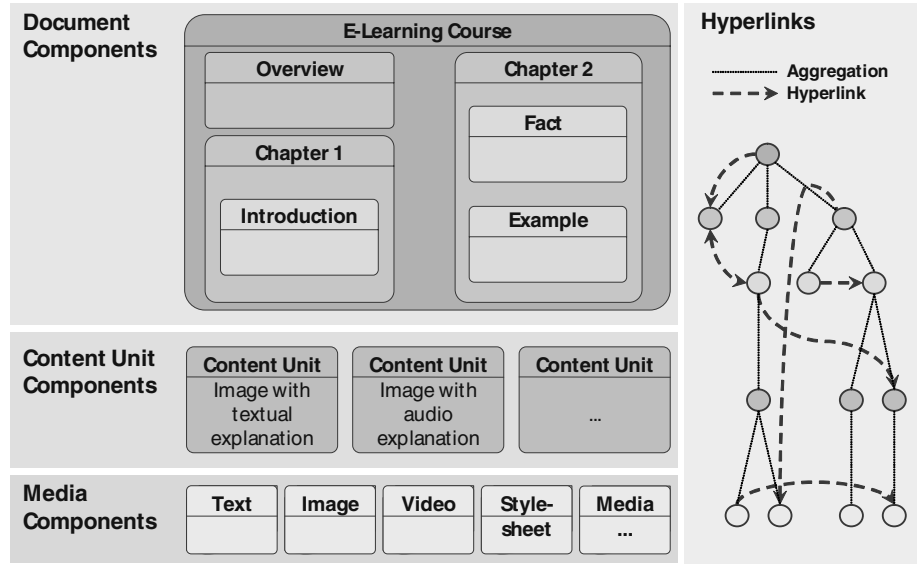 Document
Components
E-Learning Course
Overview
Chapter 1
Introduction
Chapter 2
Fact
Example
Content Unit
Components
Content Unit
Image with
textual
explanation
Content Unit
Image with
audio
explanation
Content Unit
...
Media
Components
Text
Image
Video
Style-
sheet
Media
...
Hyperlinks
Aggregation
Hyperlink